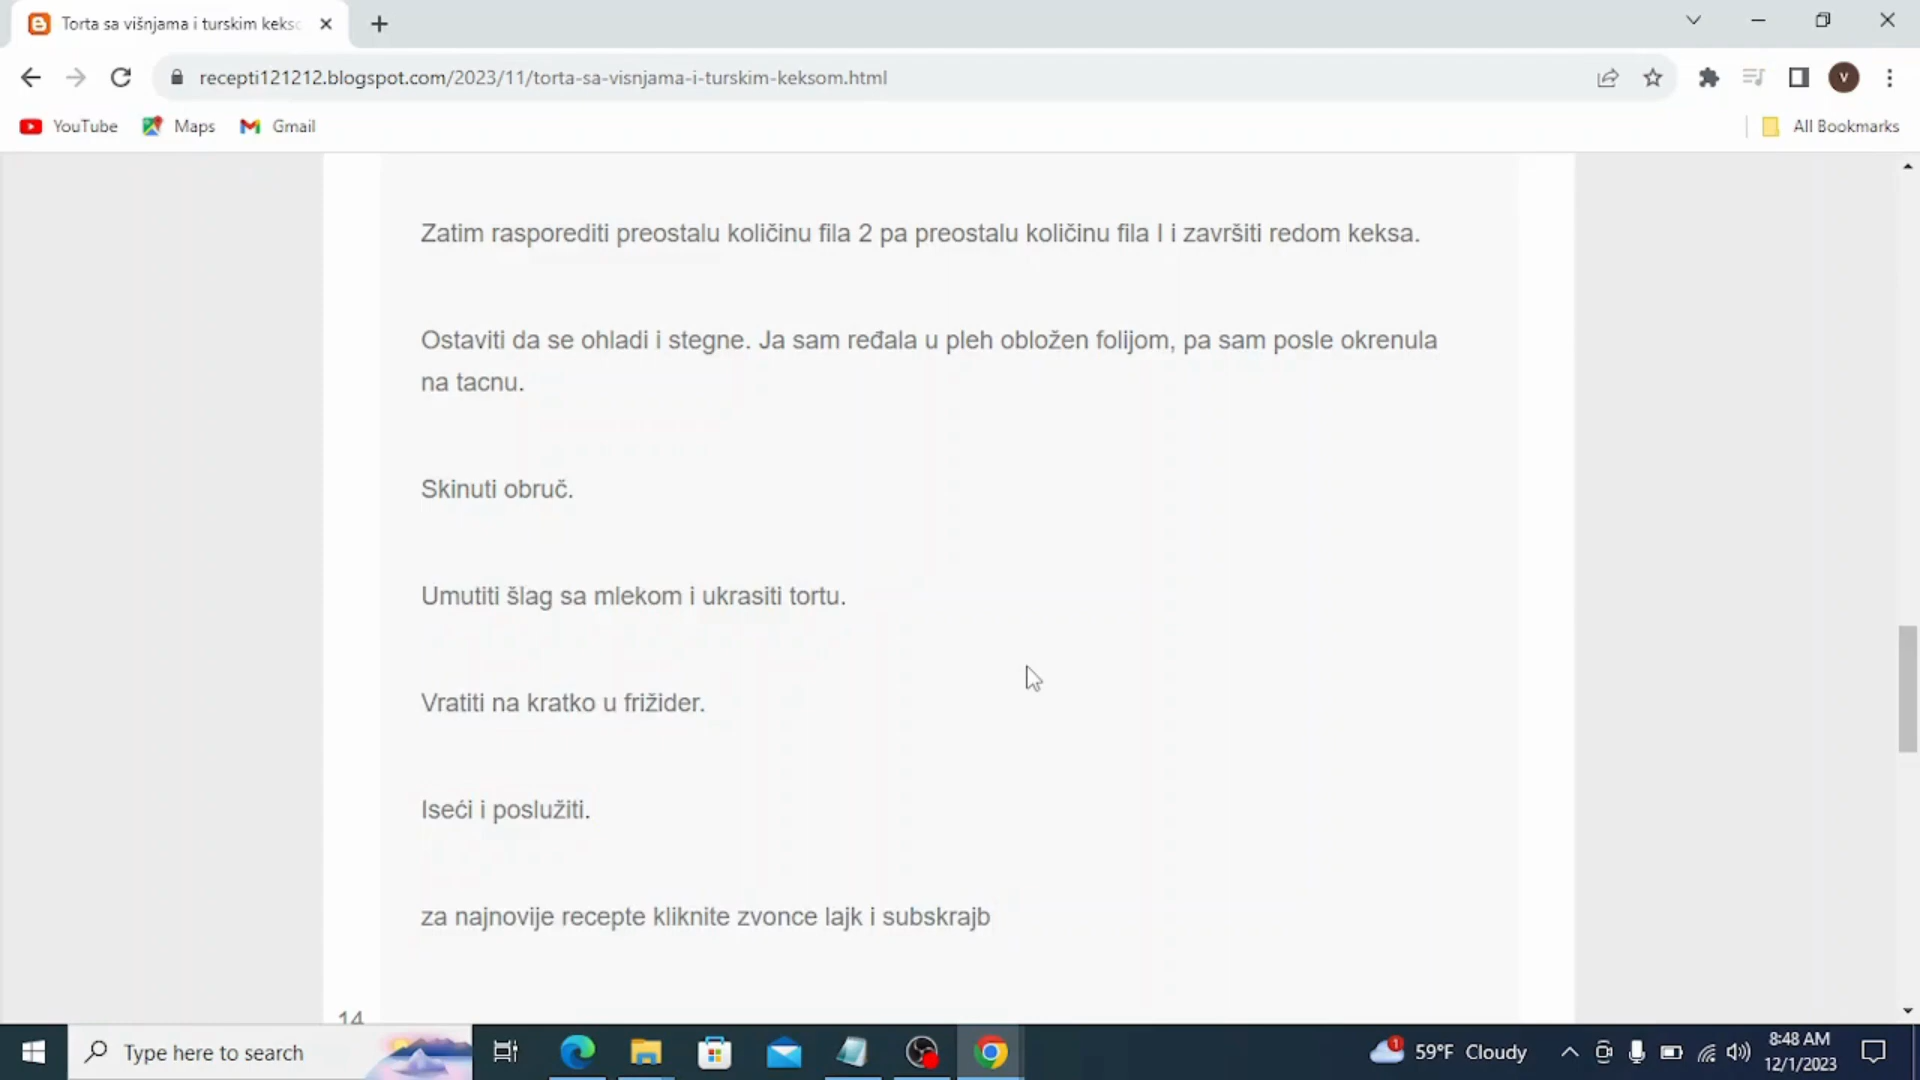 Torta sa višnjama i turskim keks
recepti121212.blogspot.com/2023/11/torta-sa-visnjama-i-turskim-keksom.html
V
YouTube
Maps
Gmail
All Bookmarks
Zatim rasporediti preostalu količinu fila 2 pa preostalu količinu fila I i završiti redom keksa.
Ostaviti da se ohladi i stegne. Ja sam ređala u pleh obložen folijom, pa sam posle okrenula
na tacnu.
Skinuti obruč.
Umutiti šlag sa mlekom i ukrasiti tortu.
Vratiti na kratko u frižider.
Iseći i poslužiti.
za najnovije recepte kliknite zvonce lajk i subskrajb
14
Type here to search
1
59°F Cloudy
8:48 AM
12/1/2023